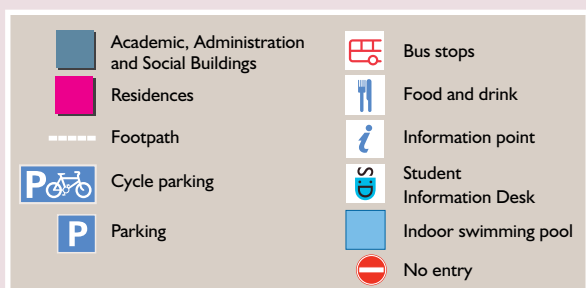 Academic, Administration
and Social Buildings
Residences
Footpath
P
Cycle parking
P
Parking
Bus stops
Food and drink
i
Information point
SID
Student
Information Desk
Indoor swimming pool
No entry